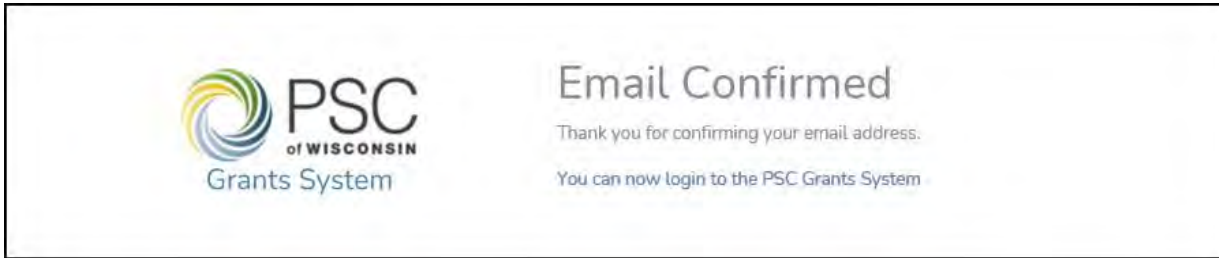 PSC
of WISCONSIN
Grants System
Email Confirmed
Thank you for confirming your email address.
You can now login to the PSC Grants System